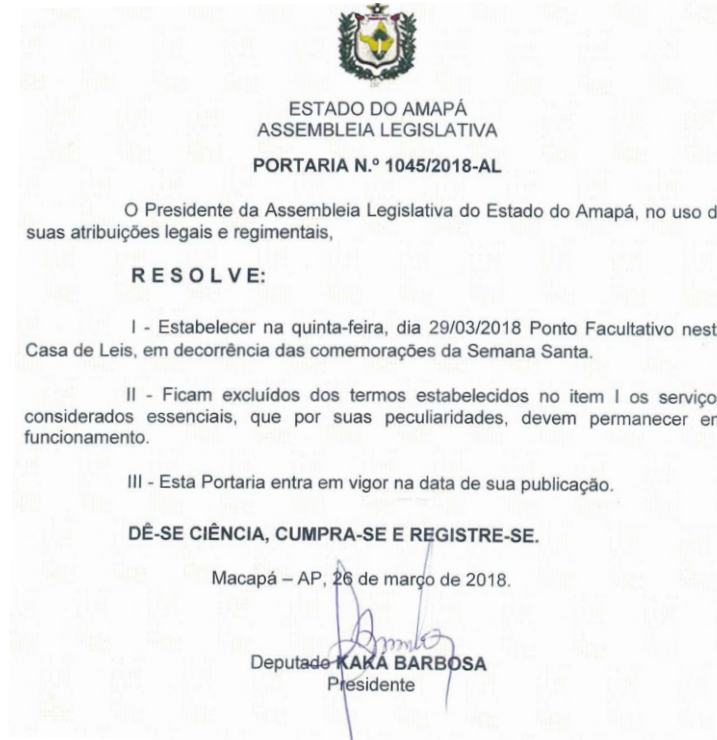 ESTADO DO AMAPÁ
ASSEMBLEIA LEGISLATIVA
PORTARIA N.º 1045/2018-AL
O Presidente da Assembleia Legislativa do Estado do Amapá, no uso d
suas atribuições legais e regimentais,
R E S O L V E:
I - Estabelecer na quinta-feira, dia 29/03/2018 Ponto Facultativo nest
Casa de Leis, em decorrência das comemorações da Semana Santa.
II - Ficam excluídos dos termos estabelecidos no item I os serviço
considerados essenciais, que por suas peculiaridades, devem permanecer en
funcionamento.
III - Esta Portaria entra em vigor na data de sua publicação.
DÊ-SE CIÊNCIA, CUMPRA-SE E REGISTRE-SE.
Macapá – AP, 26 de março de 2018.
Deputado KAKÁ BARBOSA
Presidente